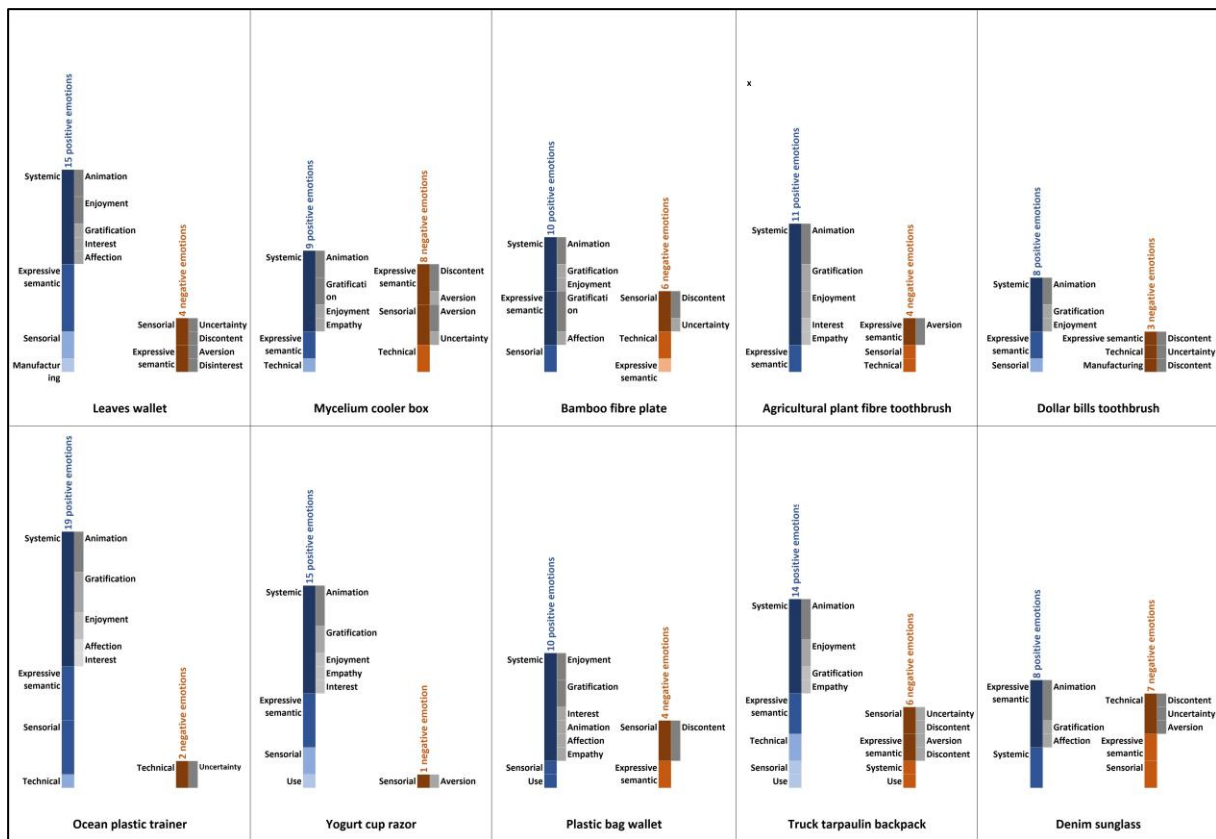 15 positive emotions
Systemic
Animation
Enjoyment
Gratification
Interest
Affection
Expressive
semantic
Sensorial
Manufactur
ing
4 negative emotions
Sensorial
Uncertainty
Discontent
Expressive
semantic
Aversion
Disinterest
Leaves wallet
9 positive emotions
Systemic
Animation
Gratificati
on
Enjoyment
Empathy
Expressive
semantic
Technical
8 negative emotions
Expressive
semantic
Discontent
Aversion
Sensorial
Aversion
Uncertainty
Technical
Mycelium cooler box
10 positive emotions
Systemic
Animation
Gratification
Enjoyment
Expressive
semantic
Gratificati
on
Affection
Sensorial
6 negative emotions
Sensorial
Discontent
Uncertainty
Technical
Expressive
semantic
Bamboo fibre plate
x
11 positive emotions
Systemic
Animation
Gratification
Enjoyment
Interest
Empathy
Expressive
semantic
4 negative emotions
Expressive
semantic
Aversion
Sensorial
Technical
Agricultural plant fibre toothbrush
8 positive emotions
Systemic
Animation
Gratification
Enjoyment
Expressive
semantic
Sensorial
3 negative emotions
Expressive semantic
Discontent
Technical
Uncertainty
Manufacturing
Discontent
Dollar bills toothbrush
19 positive emotions
Systemic
Animation
Gratification
Enjoyment
Affection
Interest
Expressive
semantic
Sensorial
Technical
2 negative emotions
Technical
Uncertainty
Ocean plastic trainer
15 positive emotions
Systemic
Animation
Gratification
Enjoyment
Empathy
Interest
Expressive
semantic
Sensorial
Use
1 negative emotion
Sensorial
Aversion
Yogurt cup razor
10 positive emotions
Systemic
Enjoyment
Gratification
Interest
Animation
Affection
Empathy
Sensorial
Use
4 negative emotions
Sensorial
Discontent
Expressive
semantic
Plastic bag wallet
14 positive emotions
Systemic
Animation
Enjoyment
Gratification
Empathy
Expressive
semantic
Technical
Sensorial
Use
6 negative emotions
Sensorial
Uncertainty
Discontent
Expressive
semantic
Aversion
Discontent
Systemic
Use
Truck tarpaulin backpack
8 positive emotions
Expressive
semantic
Animation
Gratification
Affection
Systemic
7 negative emotions
Technical
Discontent
Uncertainty
Aversion
Expressive
semantic
Sensorial
Denim sunglass